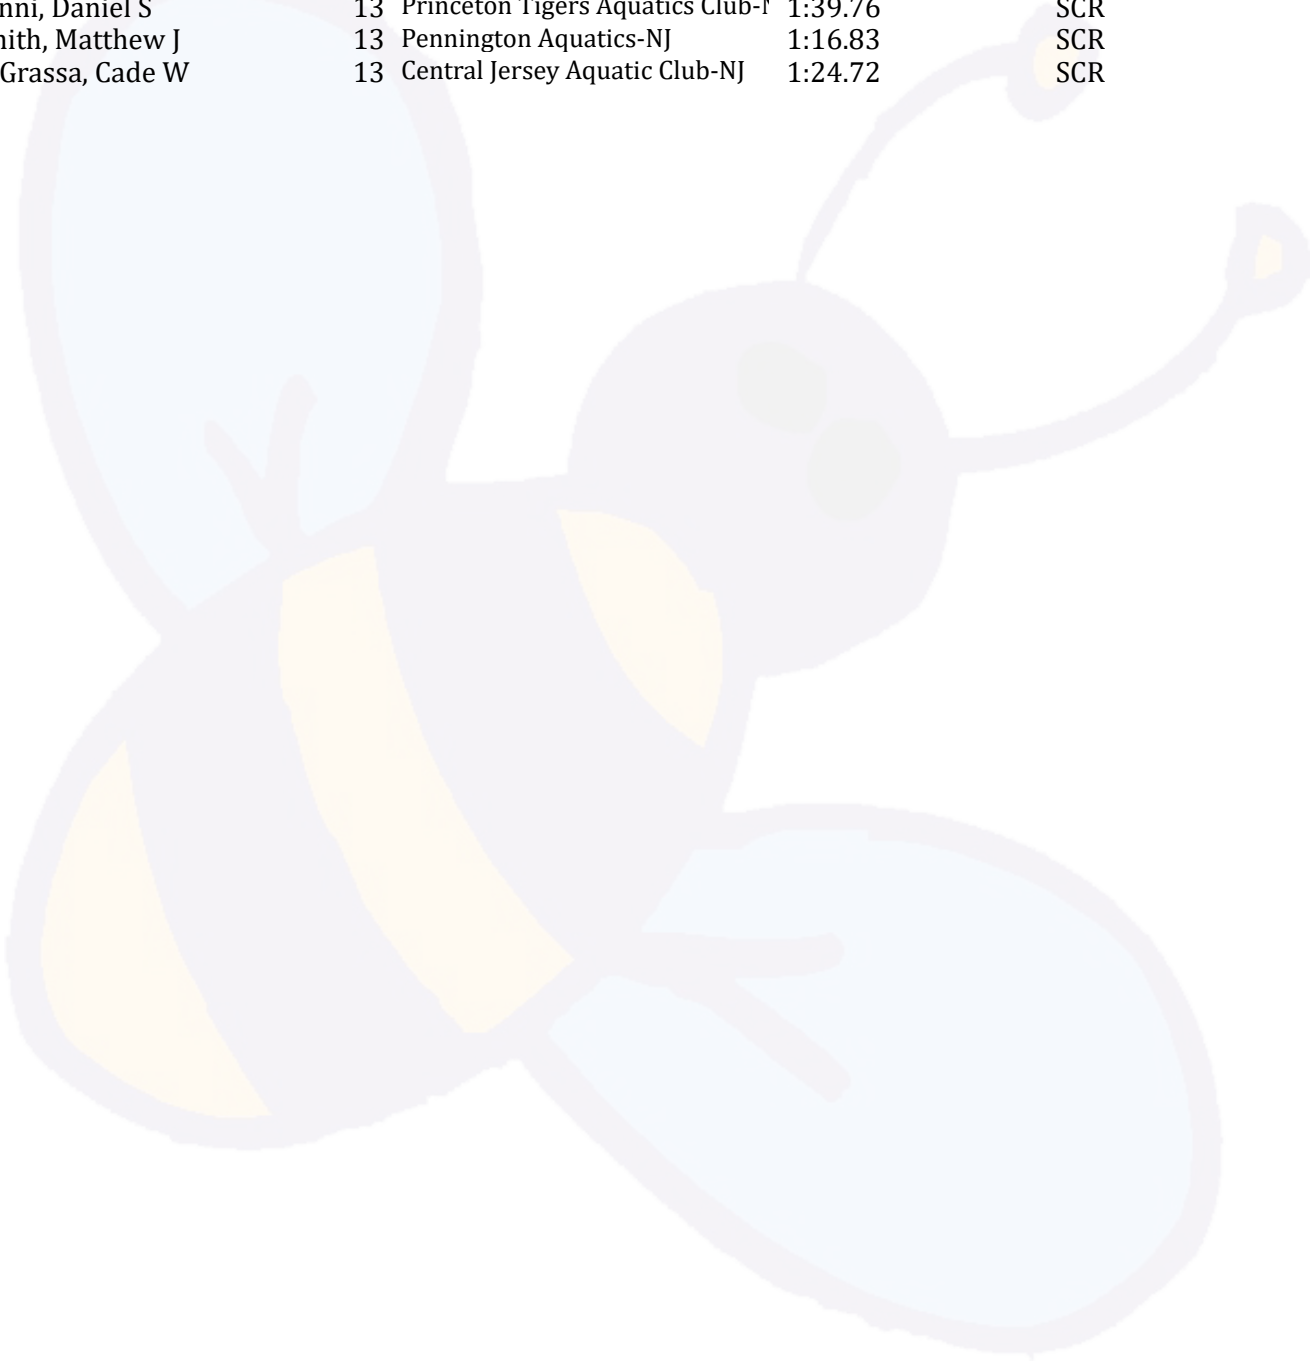 nni, Daniel S 13 Princeton Tigers Aquatics Club-N 1:39.76 SCR
mith, Matthew J 13 Pennington Aquatics-NJ 1:16.83 SCR
Grassa, Cade W 13 Central Jersey Aquatic Club-NJ 1:24.72 SCR